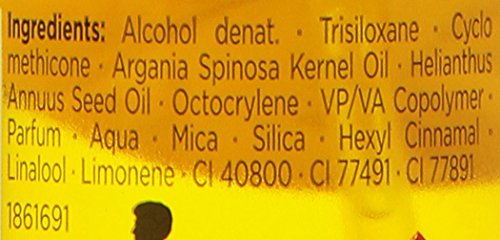 Ingredients: Alcohol denat. · Trisiloxane · Cyclo
methicone · Argania Spinosa Kernel Oil · Helianthus
Annuus Seed Oil · Octocrylene · VP/VA Copolymer ·
Parfum · Aqua · Mica · Silica · Hexyl Cinnamal ·
Linalool · Limonene · CI 40800 · CI 77491 · CI 77891
1861691